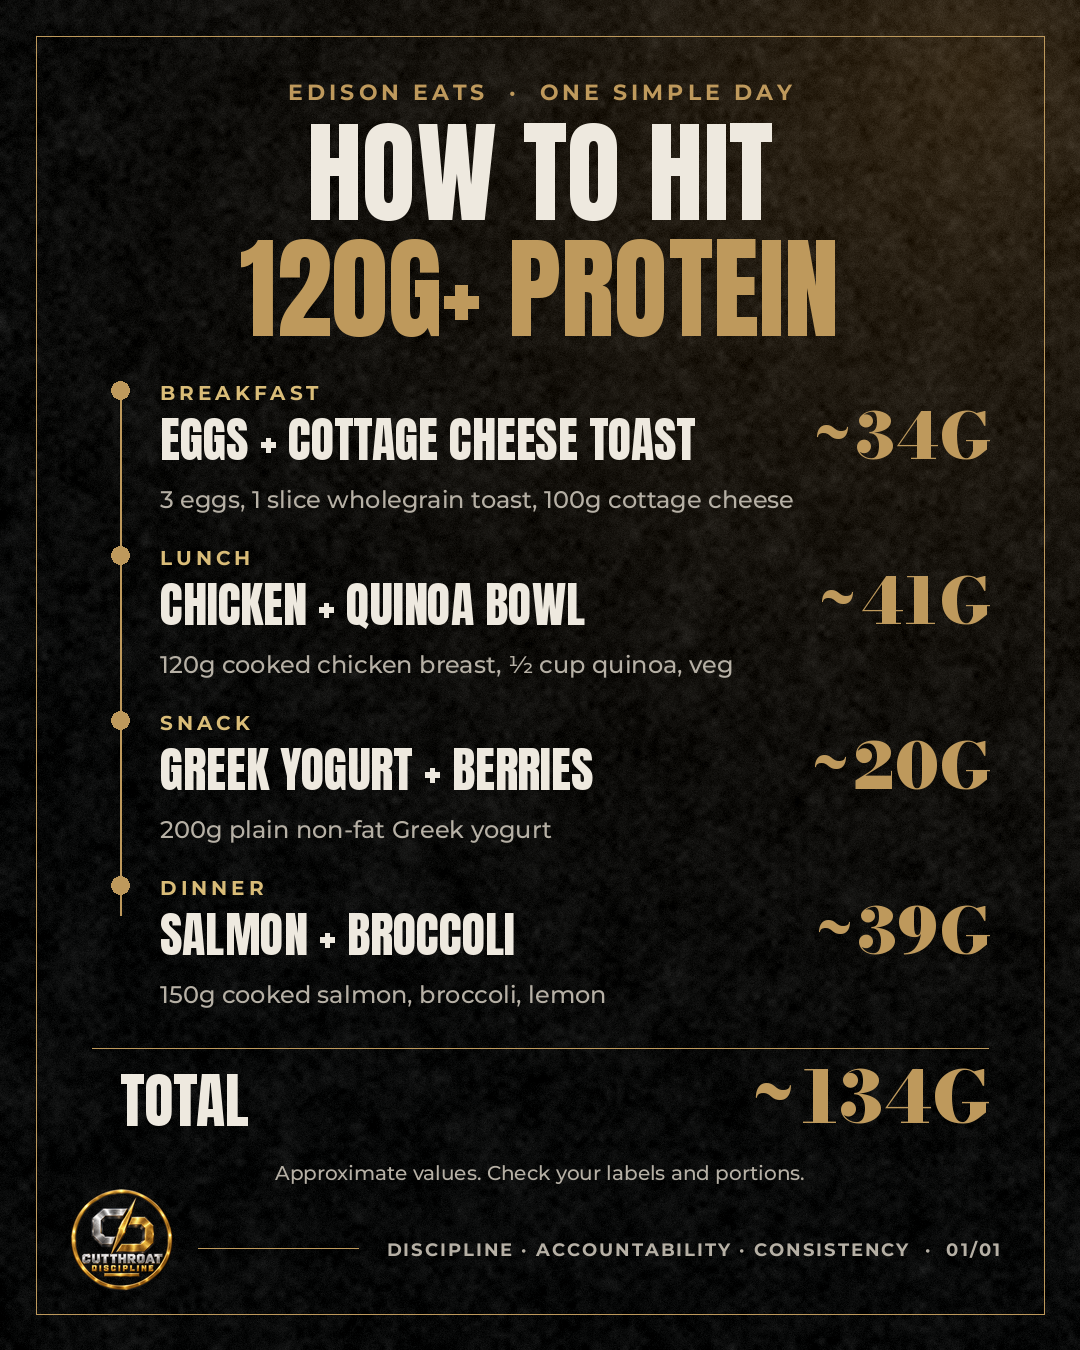 EDISON EATS · ONE SIMPLE DAY
HOW TO HIT
120G+ PROTEIN
BREAKFAST
EGGS + COTTAGE CHEESE TOAST
~34G
3 eggs, 1 slice wholegrain toast, 100g cottage cheese
LUNCH
CHICKEN + QUINOA BOWL
~41G
120g cooked chicken breast, ½ cup quinoa, veg
SNACK
GREEK YOGURT + BERRIES
~20G
200g plain non-fat Greek yogurt
DINNER
SALMON + BROCCOLI
~39G
150g cooked salmon, broccoli, lemon
TOTAL
~134G
Approximate values. Check your labels and portions.
CD
CUTTHROAT
DISCIPLINE
DISCIPLINE · ACCOUNTABILITY · CONSISTENCY · 01/01